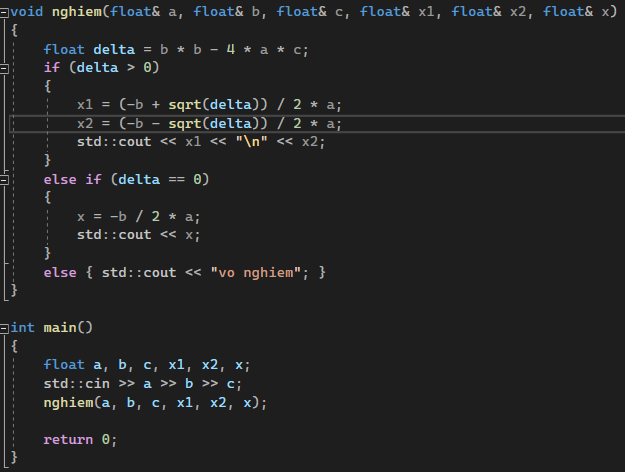 void nghiem(float& a, float& b, float& c, float& x1, float& x2, float& x)
{
float delta = b * b - 4 * a * c;
if (delta > 0)
{
x1 = (-b + sqrt(delta)) / 2 * a;
x2 = (-b - sqrt(delta)) / 2 * a;
std::cout << x1 << "\n" << x2;
}
else if (delta == 0)
{
x = -b / 2 * a;
std::cout << x;
}
else { std::cout << "vo nghiem"; }
}
int main()
{
float a, b, c, x1, x2, x;
std::cin >> a >> b >> c;
nghiem(a, b, c, x1, x2, x);
return 0;
}